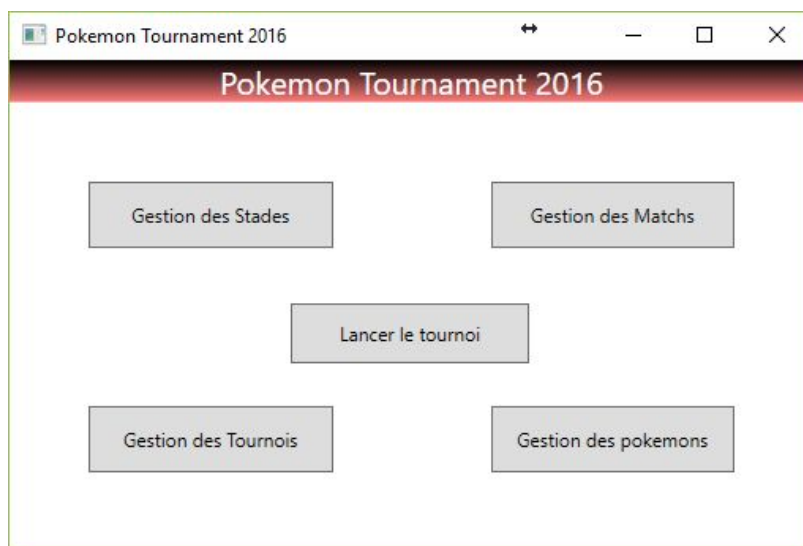 Pokemon Tournament 2016
Pokemon Tournament 2016
Gestion des Stades
Gestion des Matchs
Lancer le tournoi
Gestion des Tournois
Gestion des pokemons